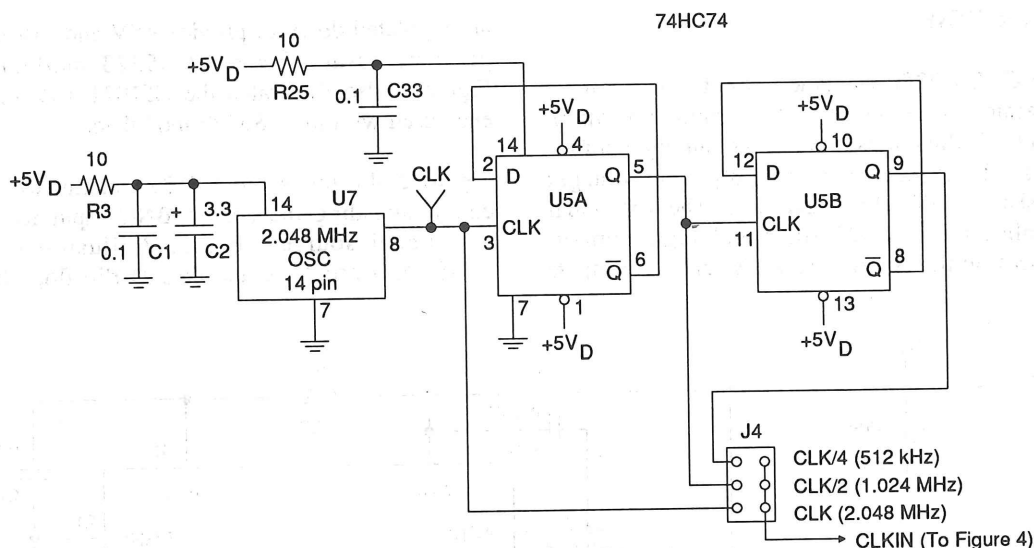 74HC74
10
+5VD
R25
0.1
C33
10
+5VD
R3
0.1
C1
+
3.3
C2
14
U7
2.048 MHz
OSC
14 pin
8
7
CLK
14
+5VD
4
2
D
Q
5
U5A
3
CLK
Q
6
7
1
+5VD
+5VD
10
12
D
Q
9
U5B
11
CLK
Q
8
13
+5VD
J4
CLK/4 (512 kHz)
CLK/2 (1.024 MHz)
CLK (2.048 MHz)
CLKIN (To Figure 4)